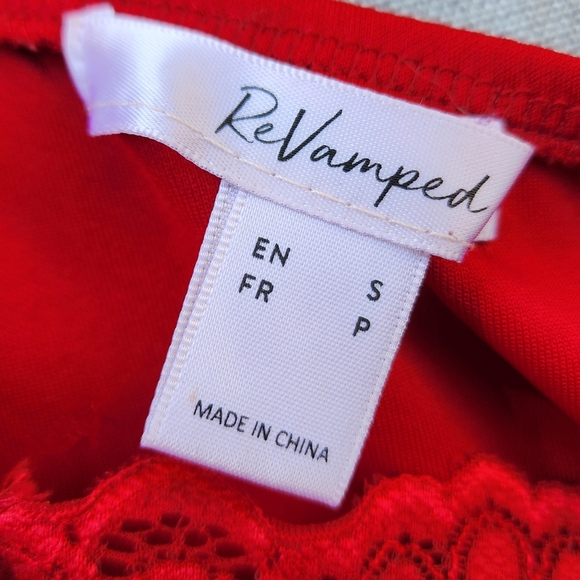 ReVamped
EN S
FR P
MADE IN CHINA